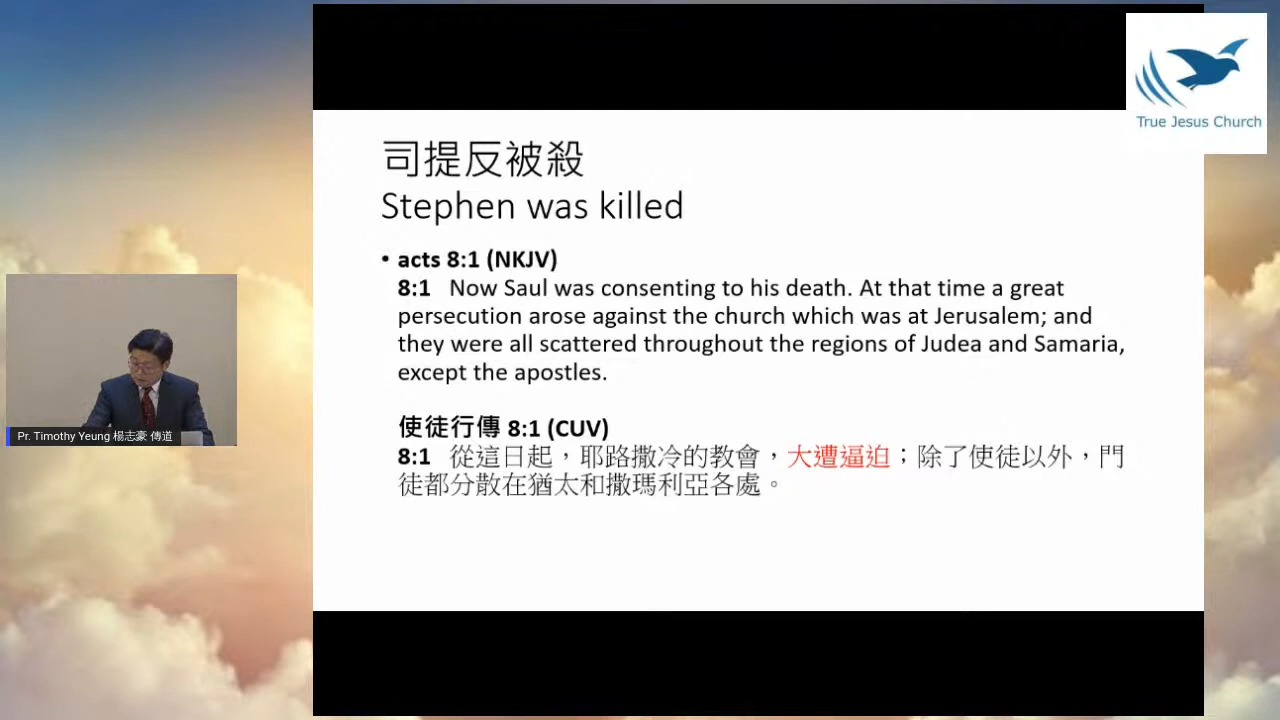 True Jesus Church
司提反被殺
Stephen was killed
• acts 8:1 (NKJV)
8:1 Now Saul was consenting to his death. At that time a great
persecution arose against the church which was at Jerusalem; and
they were all scattered throughout the regions of Judea and Samaria,
except the apostles.
使徒行傳 8:1 (CUV)
8:1 從這日起，耶路撒冷的教會，大遭逼迫；除了使徒以外，門
徒都分散在猶太和撒瑪利亞各處。
Pr. Timothy Yeung 楊志豪 傳道